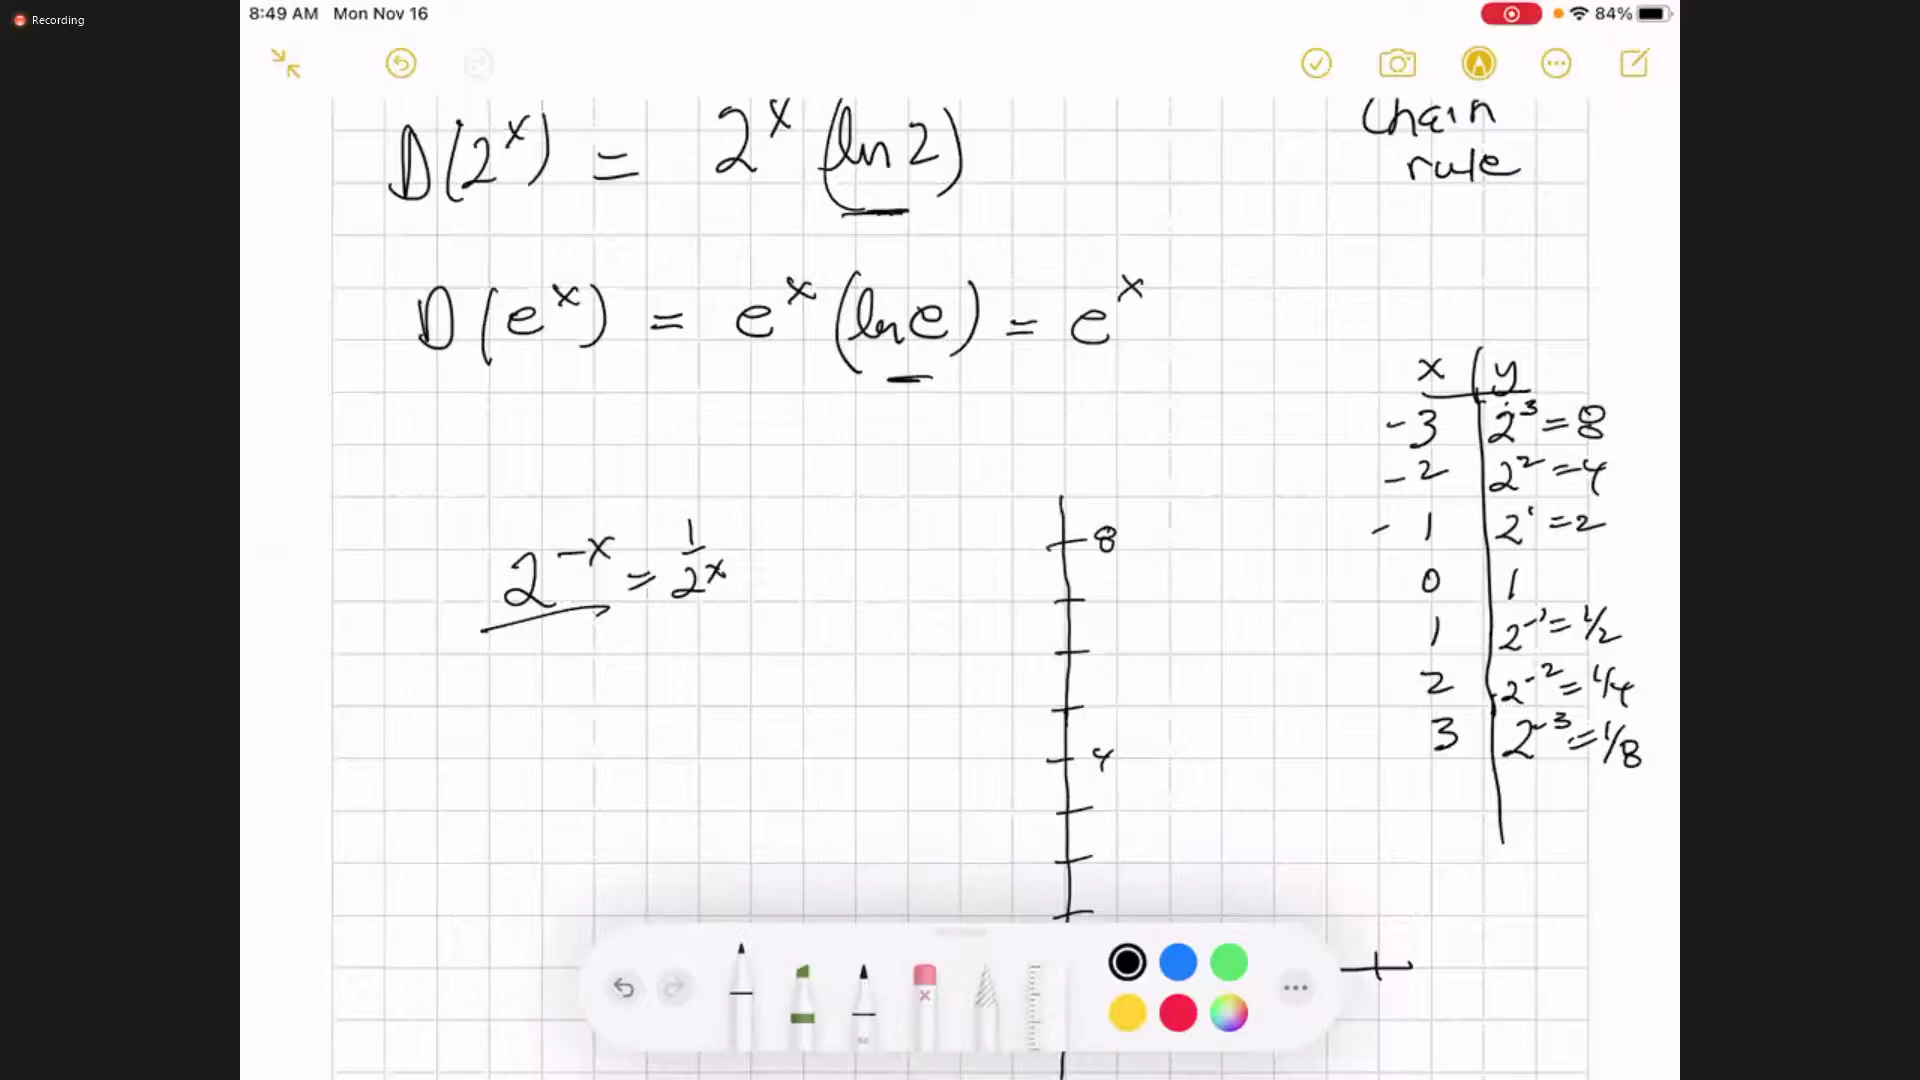 Recording
8:49 AM Mon Nov 16
84%
D(2^x) = 2^x (ln 2)
Chain
rule
D(e^x) = e^x (ln e) = e^x
x | y
-3 | 2^3 = 8
-2 | 2^2 = 4
-1 | 2^1 = 2
0 | 1
1 | 2^-1 = 1/2
2 | 2^-2 = 1/4
3 | 2^-3 = 1/8
2^-x = 1/2^x
8
4